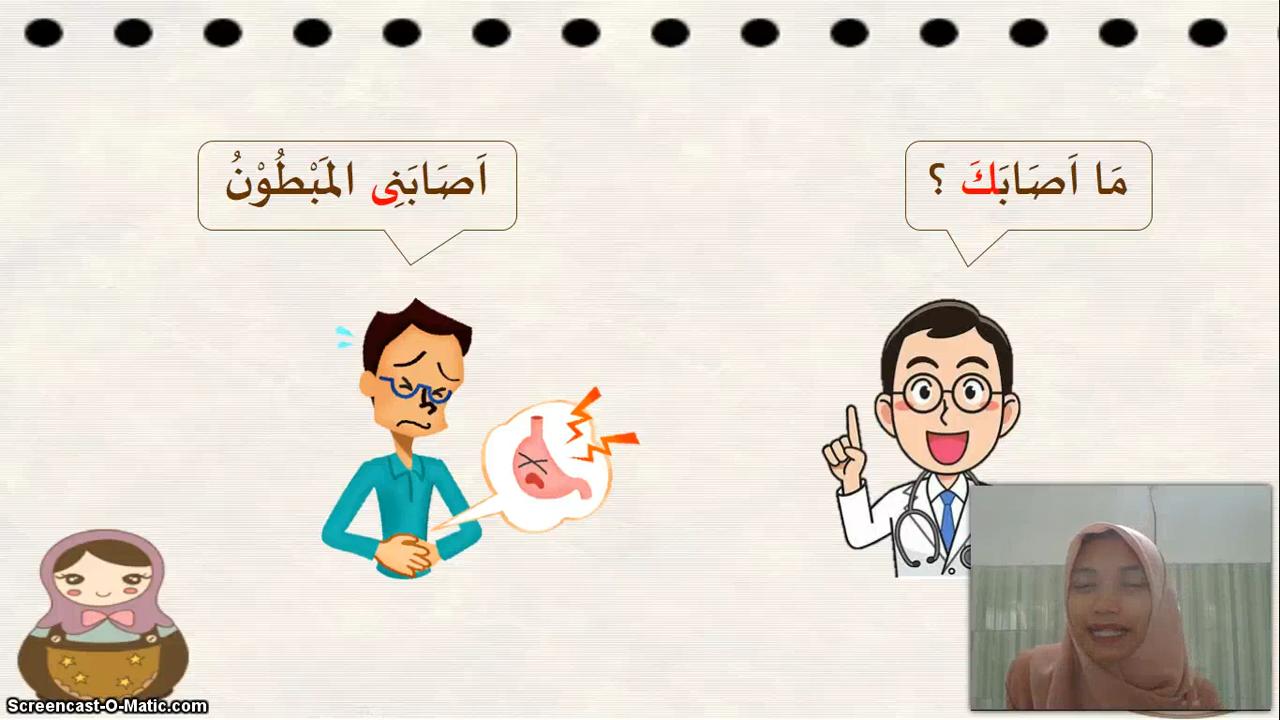 مَا اَصَابَكَ ؟
اَصَابَنِى المَبْطُوْنُ
Screencast-O-Matic.com